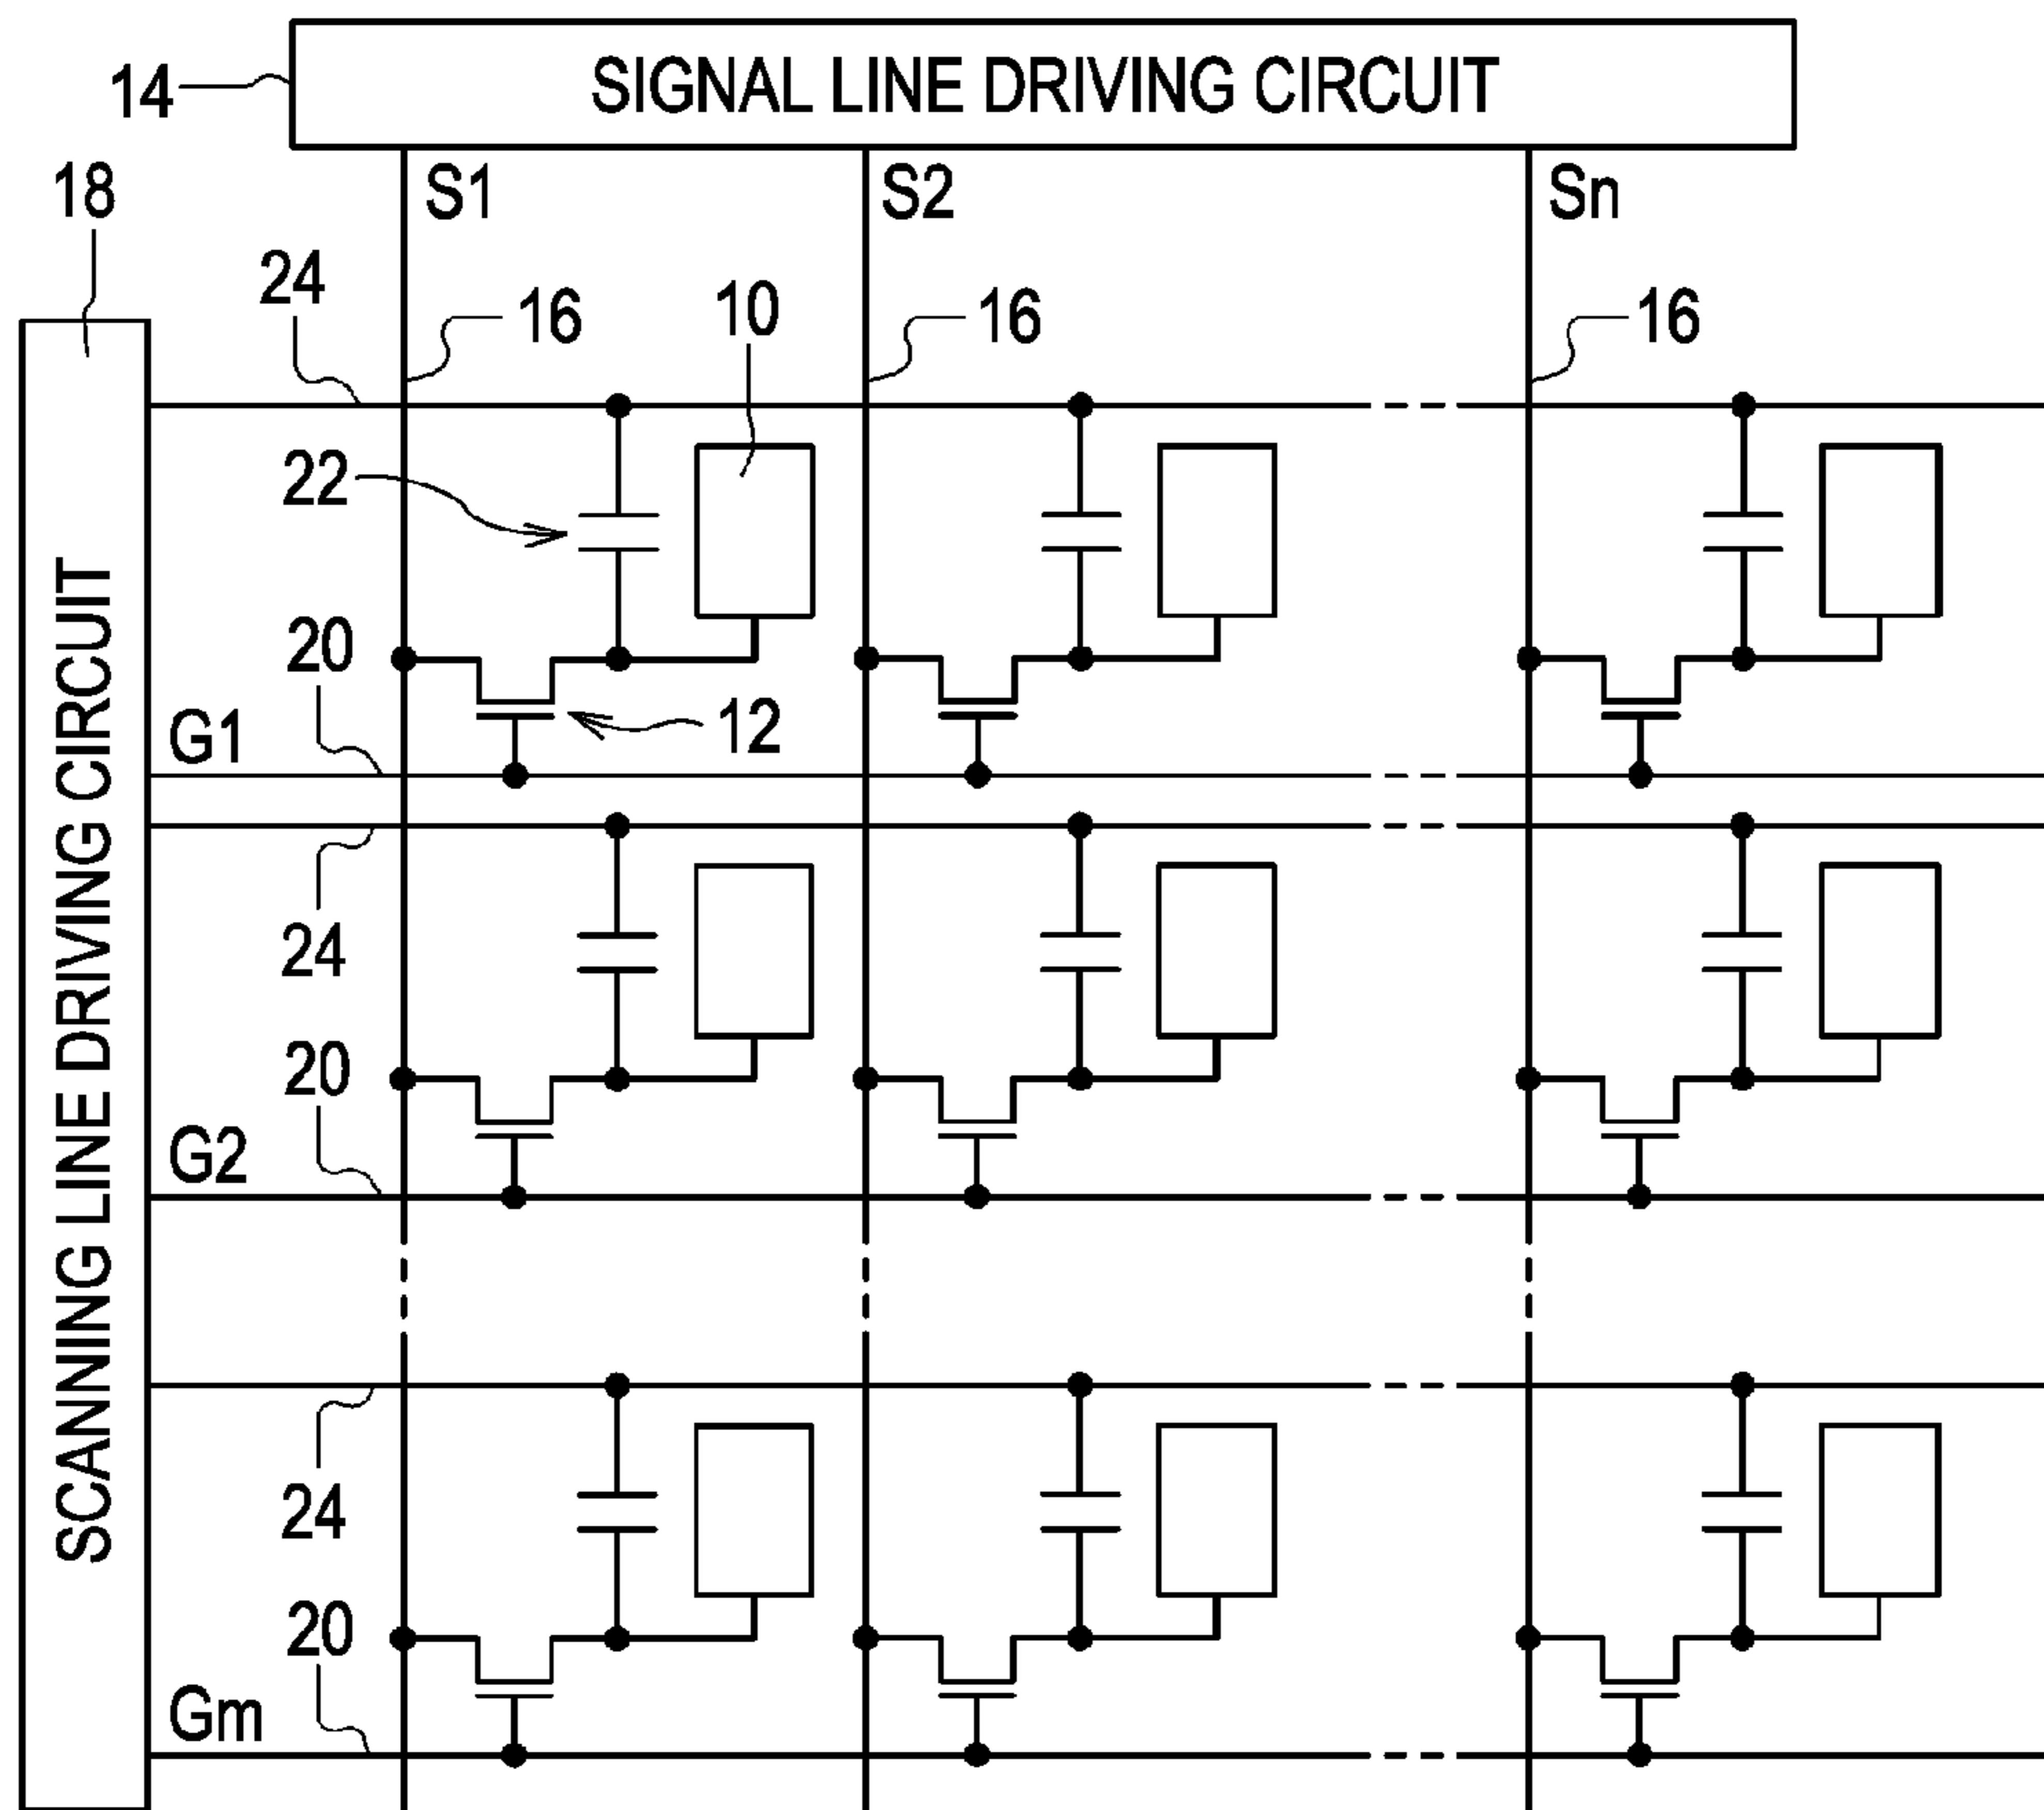 14
SIGNAL LINE DRIVING CIRCUIT
18
S1
S2
Sn
24
16
10
16
16
22
SCANNING LINE DRIVING CIRCUIT
20
G1
12
24
20
G2
24
20
Gm